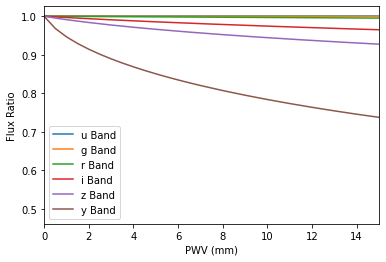 1.0
0.9
0.8
0.7
0.6
0.5
Flux Ratio
u Band
g Band
r Band
i Band
z Band
y Band
0 2 4 6 8 10 12 14
PWV (mm)